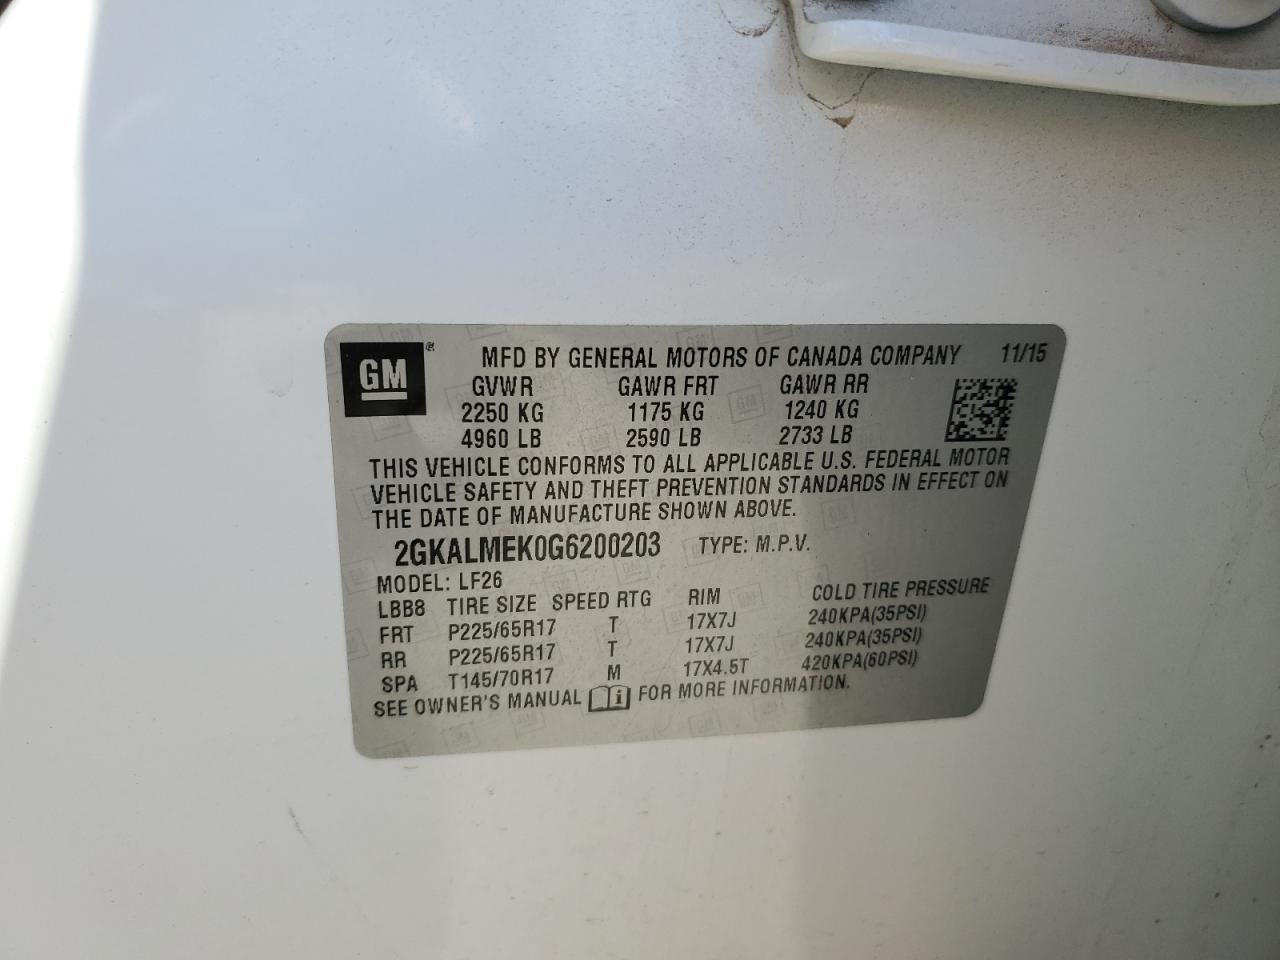 GM ® MFD BY GENERAL MOTORS OF CANADA COMPANY 11/15
GVWR GAWR FRT GAWR RR
2250 KG 1175 KG 1240 KG
4960 LB 2590 LB 2733 LB
THIS VEHICLE CONFORMS TO ALL APPLICABLE U.S. FEDERAL MOTOR
VEHICLE SAFETY AND THEFT PREVENTION STANDARDS IN EFFECT ON
THE DATE OF MANUFACTURE SHOWN ABOVE.
2GKALMEK0G6200203 TYPE: M.P.V.
MODEL: LF26
LBB8 TIRE SIZE SPEED RTG RIM COLD TIRE PRESSURE
FRT P225/65R17 T 17X7J 240KPA(35PSI)
RR P225/65R17 T 17X7J 240KPA(35PSI)
SPA T145/70R17 M 17X4.5T 420KPA(60PSI)
SEE OWNER'S MANUAL i FOR MORE INFORMATION.